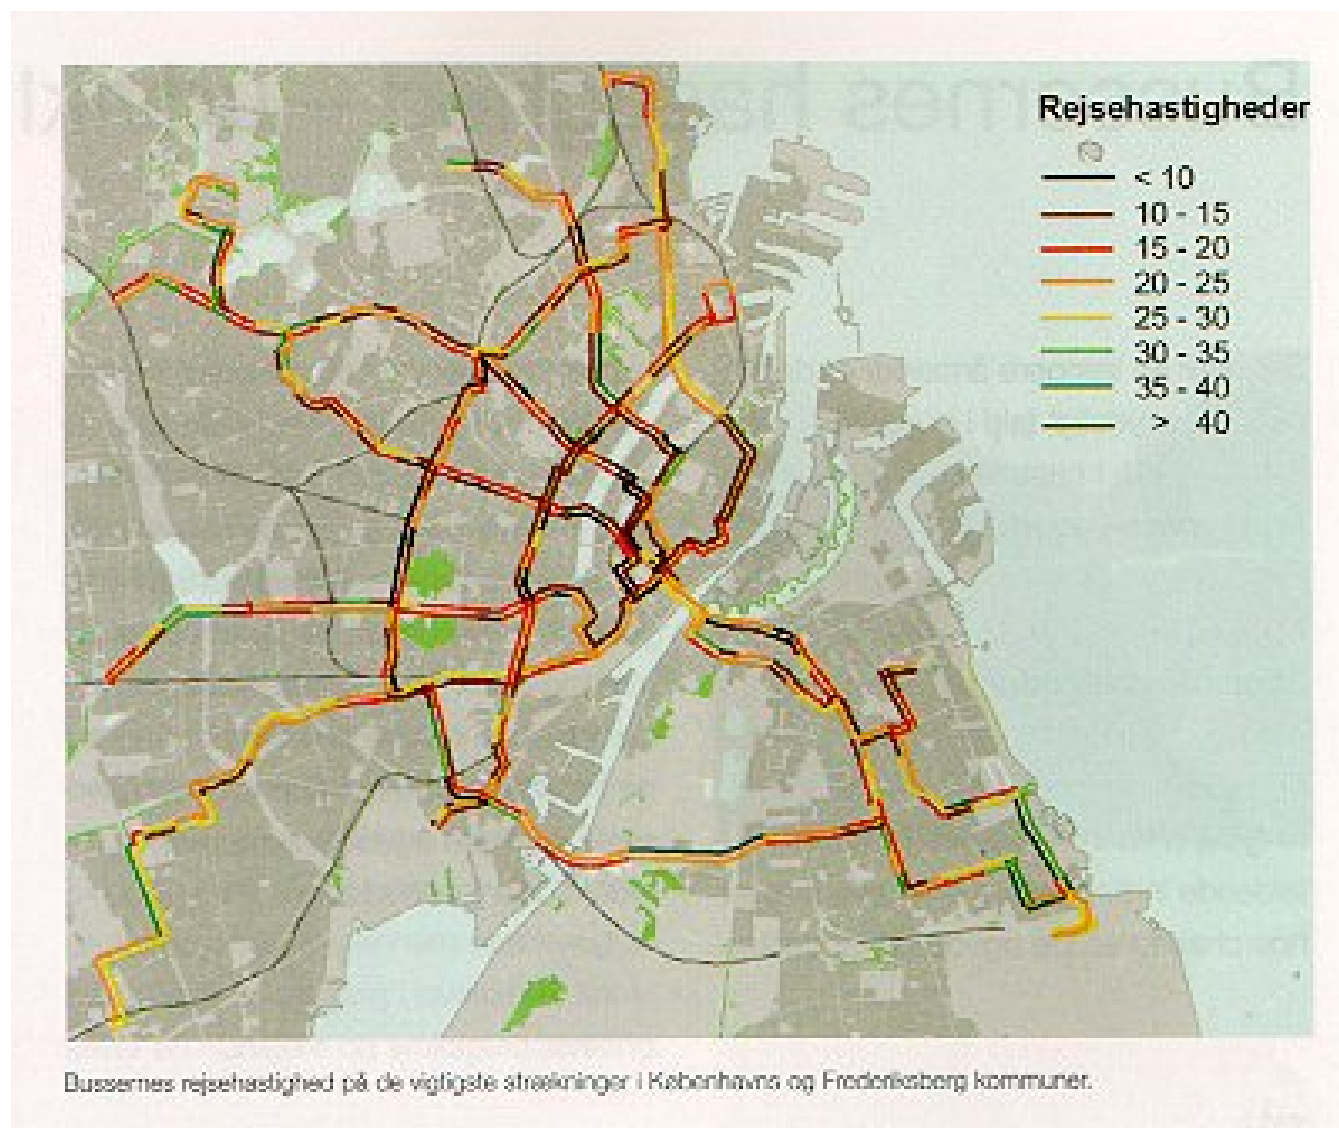 Rejsehastigheder
< 10
10 - 15
15 - 20
20 - 25
25 - 30
30 - 35
35 - 40
> 40
Bussernes rejsehastighed på de vigtigste strækninger i Københavns og Frederiksberg kommuner.